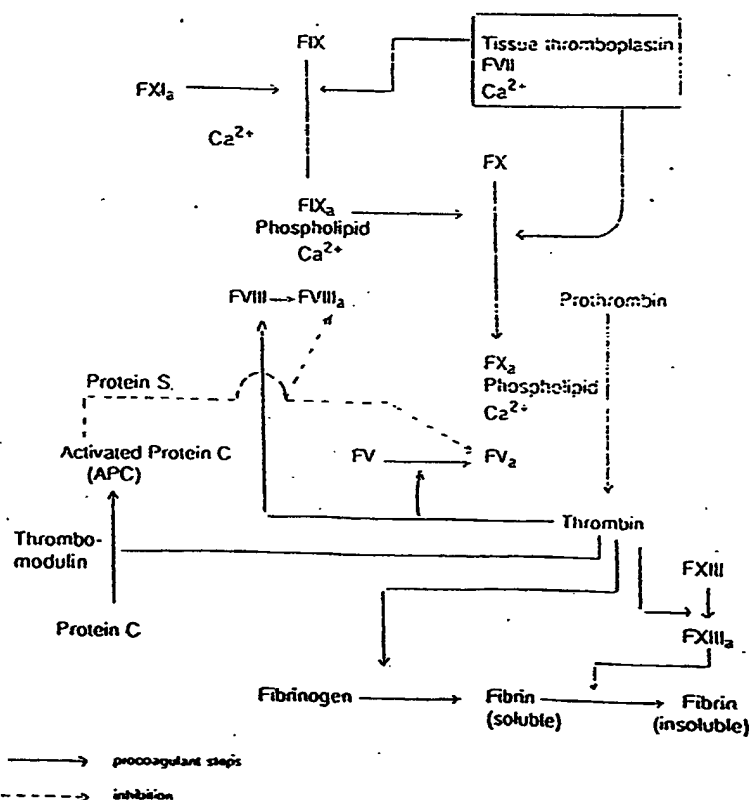 FIX
Tissue thromboplastin
FVII
Ca²⁺
FXIₐ
Ca²⁺
FX
FIXₐ
Phospholipid
Ca²⁺
FVIII
FVIIIₐ
Prothrombin
FXₐ
Phospholipid
Ca²⁺
Protein S
Activated Protein C
(APC)
FV
FVₐ
Thrombin
Thrombo-
modulin
FXIII
FXIIIₐ
Protein C
Fibrinogen
Fibrin
(soluble)
Fibrin
(insoluble)
procoagulant steps
inhibition